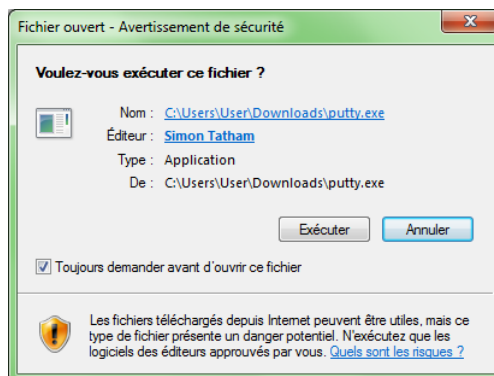 Fichier ouvert - Avertissement de sécurité
Voulez-vous exécuter ce fichier ?
Nom : C:\Users\User\Downloads\putty.exe
Éditeur : Simon Tatham
Type : Application
De : C:\Users\User\Downloads\putty.exe
Exécuter Annuler
Toujours demander avant d'ouvrir ce fichier
Les fichiers téléchargés depuis Internet peuvent être utiles, mais ce
type de fichier présente un danger potentiel. N'exécutez que les
logiciels des éditeurs approuvés par vous. Quels sont les risques ?